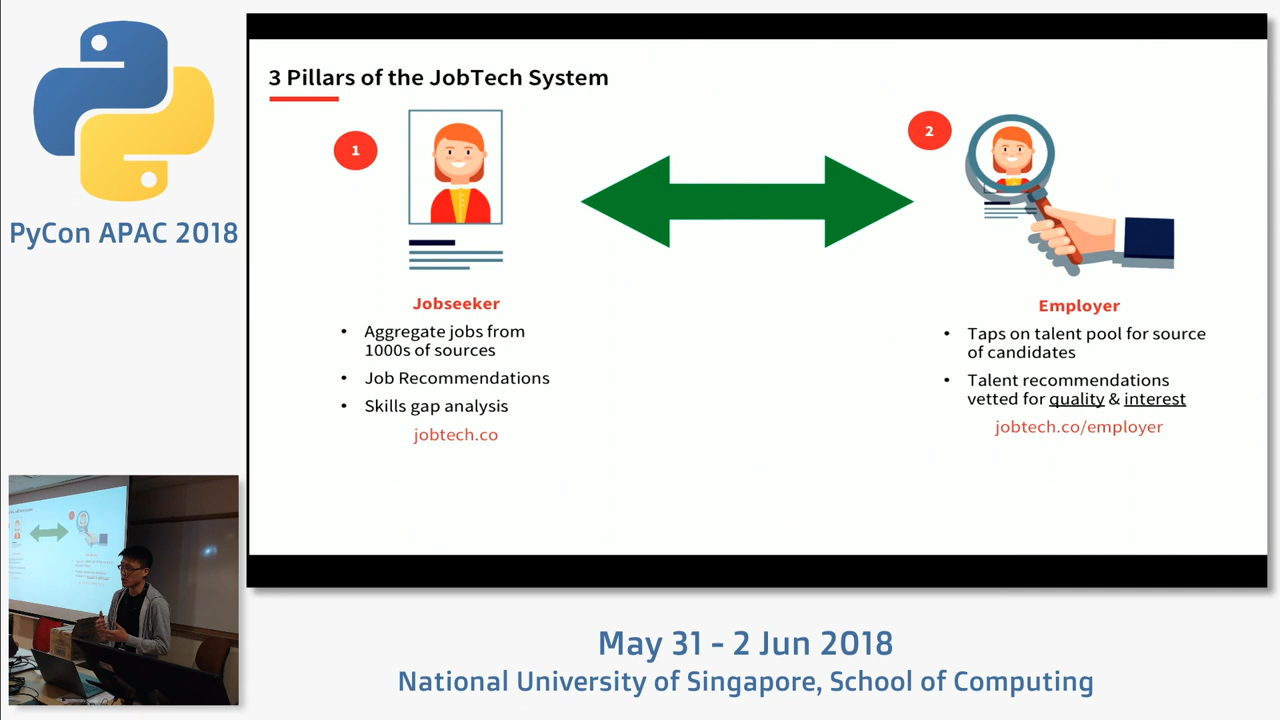 PyCon APAC 2018
3 Pillars of the JobTech System
1
Jobseeker
• Aggregate jobs from
1000s of sources
• Job Recommendations
• Skills gap analysis
jobtech.co
2
Employer
• Taps on talent pool for source
of candidates
• Talent recommendations
vetted for quality & interest
jobtech.co/employer
May 31 - 2 Jun 2018
National University of Singapore, School of Computing